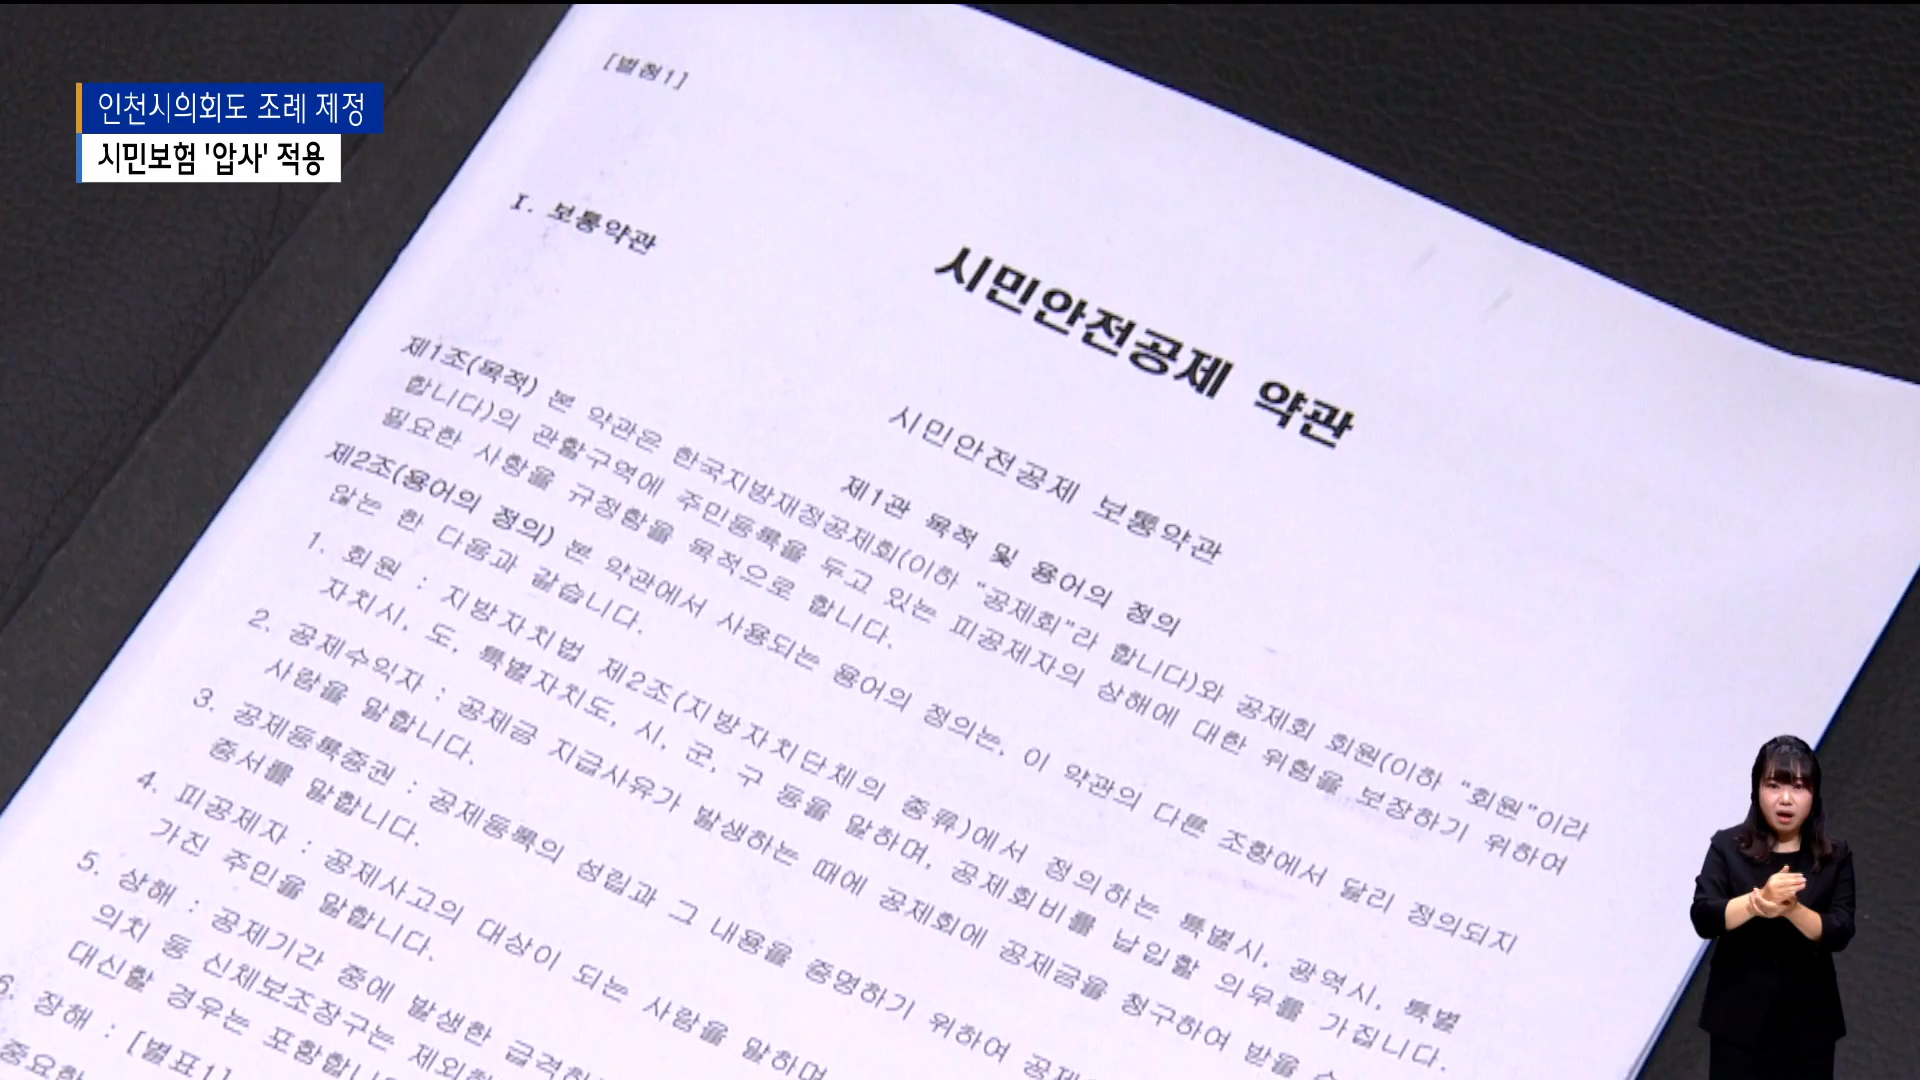 인천시의회도 조례 제정
시민보험 '압사' 적용
[별첨1]
I. 보통약관
시민안전공제 약관
시민안전공제 보통약관
제1관 목적 및 용어의 정의
제1조(목적) 본 약관은 한국지방재정공제회(이하 "공제회"라 합니다)와 공제회 회원(이하 "회원"이라
합니다)의 관할구역에 주민등록을 두고 있는 피공제자의 상해에 대한 위험을 보장하기 위하여
필요한 사항을 규정함을 목적으로 합니다.
제2조(용어의 정의) 본 약관에서 사용되는 용어의 정의는, 이 약관의 다른 조항에서 달리 정의되지
않는 한 다음과 같습니다.
1. 회원 : 지방자치법 제2조(지방자치단체의 종류)에서 정의하는 특별시, 광역시, 특별
자치시, 도, 특별자치도, 시, 군, 구 등을 말하며, 공제회비를 납입할 의무를 가집니다.
2. 공제수익자 : 공제금 지급사유가 발생하는 때에 공제회에 공제금을 청구하여 받을 수
사람을 말합니다.
3. 공제등록증권 : 공제등록의 성립과 그 내용을 증명하기 위하여 공제
증서를 말합니다.
4. 피공제자 : 공제사고의 대상이 되는 사람을 말하며
가진 주민을 말합니다.
5. 상해 : 공제기간 중에 발생한 급격하
의치 등 신체보조장구는 제외
대신할 경우는 포함합니
6. 장해 : [별표1]
중요한